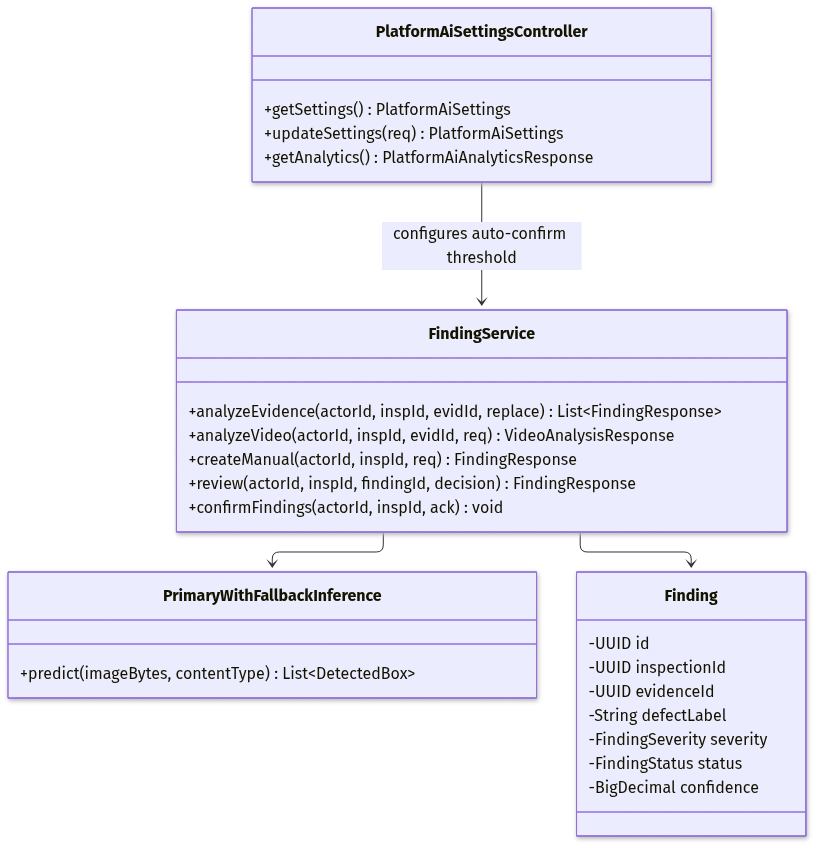 PlatformAiSettingsController
+getSettings() : PlatformAiSettings
+updateSettings(req) : PlatformAiSettings
+getAnalytics() : PlatformAiAnalyticsResponse
configures auto-confirm
threshold
FindingService
+analyzeEvidence(actorId, inspId, evidId, replace) : List<FindingResponse>
+analyzeVideo(actorId, inspId, evidId, req) : VideoAnalysisResponse
+createManual(actorId, inspId, req) : FindingResponse
+review(actorId, inspId, findingId, decision) : FindingResponse
+confirmFindings(actorId, inspId, ack) : void
PrimaryWithFallbackInference
+predict(imageBytes, contentType) : List<DetectedBox>
Finding
-UUID id
-UUID inspectionId
-UUID evidenceId
-String defectLabel
-FindingSeverity severity
-FindingStatus status
-BigDecimal confidence